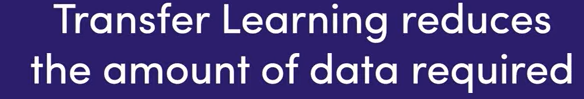 Transfer Learning reduces
the amount of data required